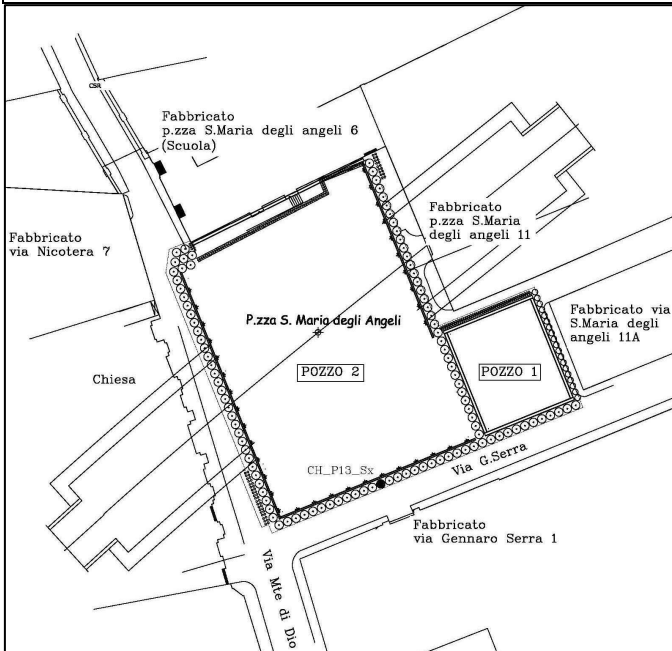 CSR
Fabbricato
p.zza S.Maria degli angeli 6
(Scuola)
Fabbricato
via Nicotera 7
Fabbricato
p.zza S.Maria
degli angeli 11
P.zza S. Maria degli Angeli
Fabbricato via
S.Maria degli
angeli 11A
Chiesa
POZZO 2
POZZO 1
CH_P13_Sx
Via G.Serra
Fabbricato
via Gennaro Serra 1
Via Mte di Dio